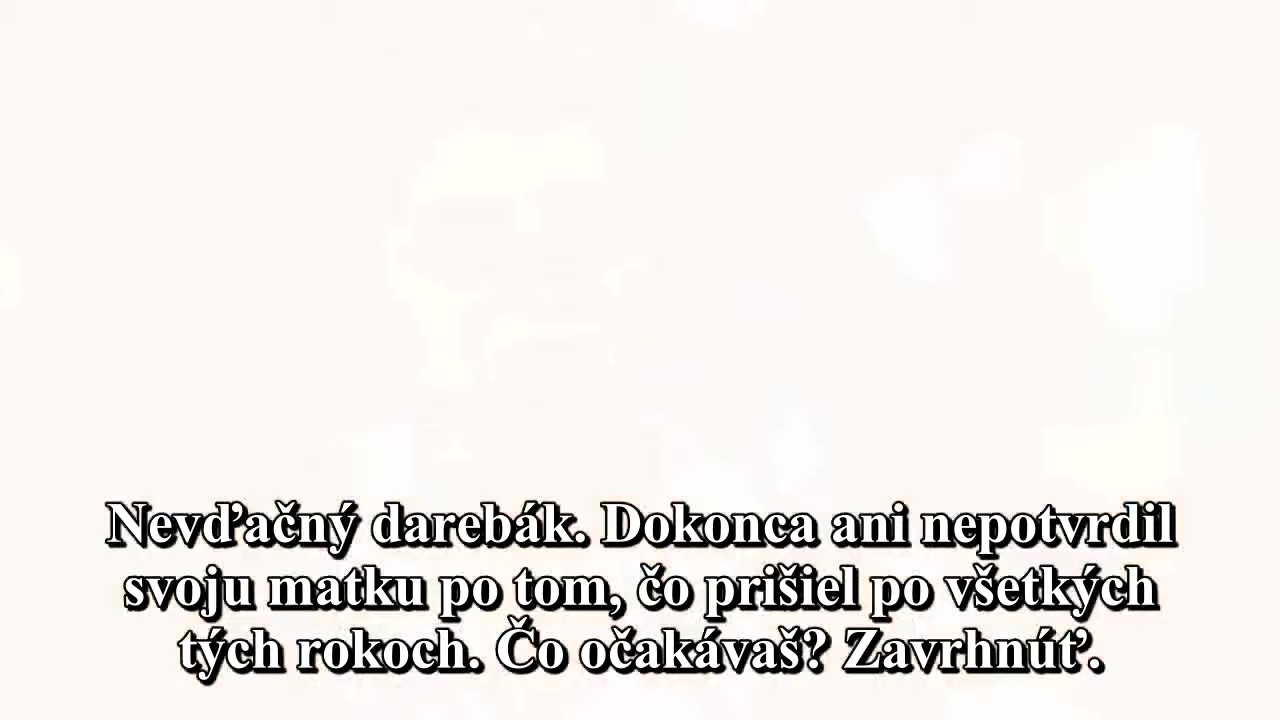 Nevďačný darebák. Dokonca ani nepotvrdil
svoju matku po tom, čo prišiel po všetkých
tých rokoch. Čo očakávaš? Zavrhnúť.